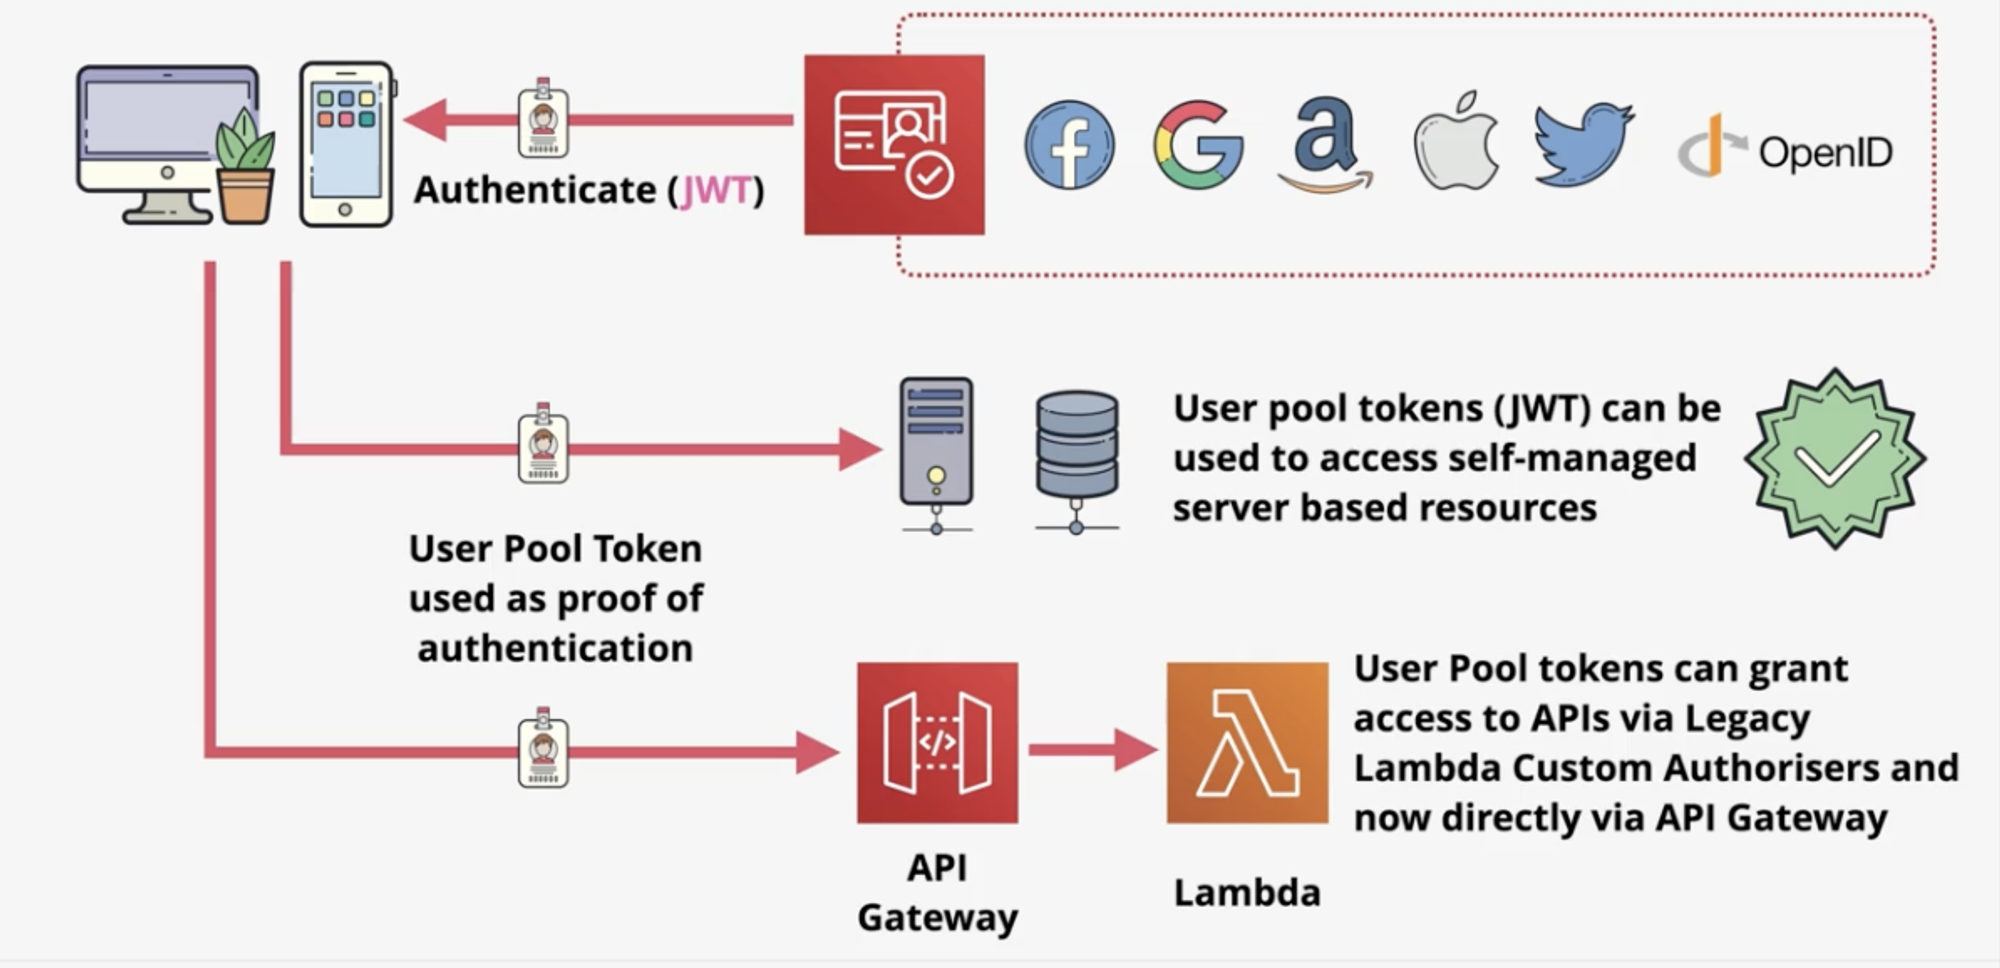 Authenticate (JWT)
f
G
a
OpenID
User pool tokens (JWT) can be
used to access self-managed
server based resources
User Pool Token
used as proof of
authentication
</>
API
Gateway
Lambda
User Pool tokens can grant
access to APIs via Legacy
Lambda Custom Authorisers and
now directly via API Gateway